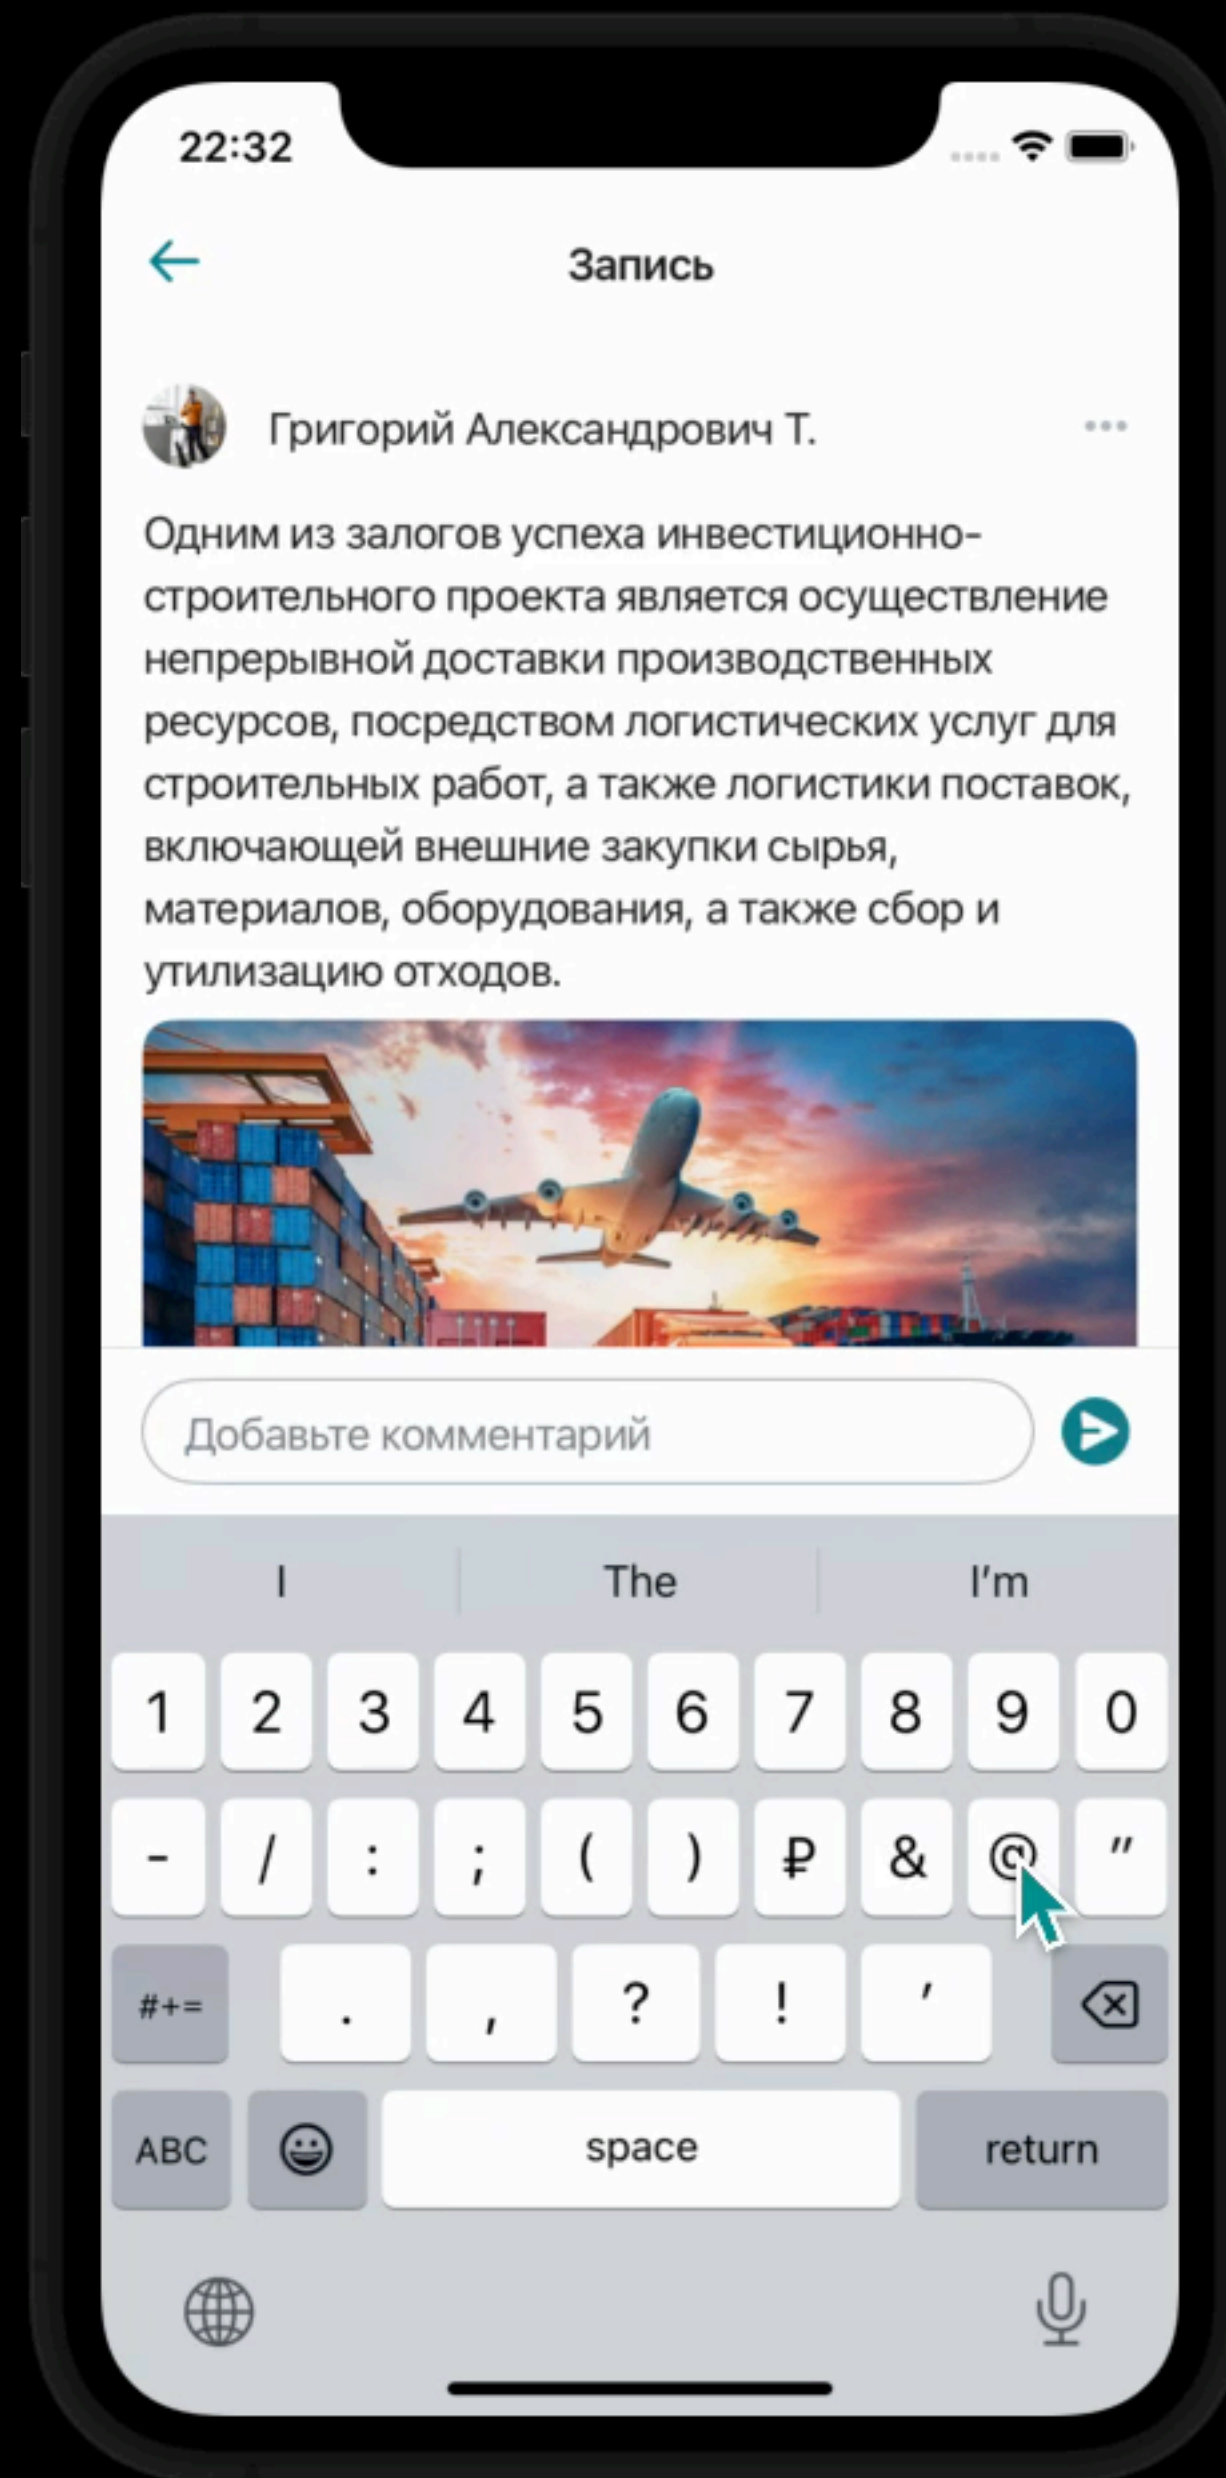 22:32
Запись
Григорий Александрович Т.
Одним из залогов успеха инвестиционно-
строительного проекта является осуществление
непрерывной доставки производственных
ресурсов, посредством логистических услуг для
строительных работ, а также логистики поставок,
включающей внешние закупки сырья,
материалов, оборудования, а также сбор и
утилизацию отходов.
Добавьте комментарий
I The I’m
1 2 3 4 5 6 7 8 9 0
- / : ; ( ) ₽ & @ "
#+= . , ? ! ’
ABC space return